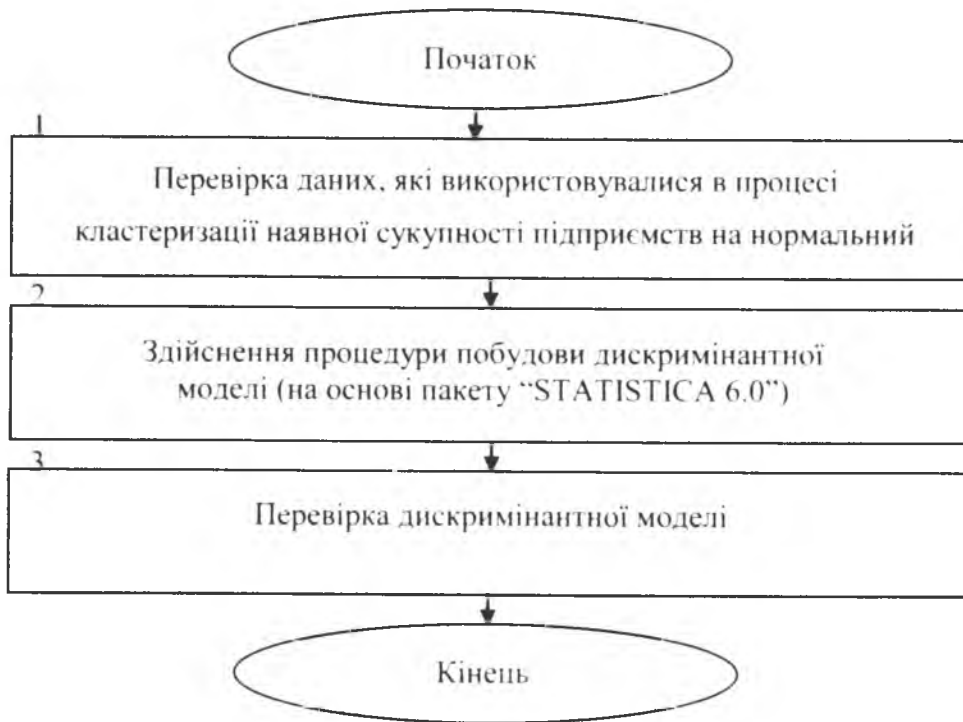 Початок
1
Перевірка даних, які використовувалися в процесі
кластеризації наявної сукупності підприємств на нормальний
2
Здійснення процедури побудови дискримінантної
моделі (на основі пакету “STATISTICA 6.0”)
3
Перевірка дискримінантної моделі
Кінець